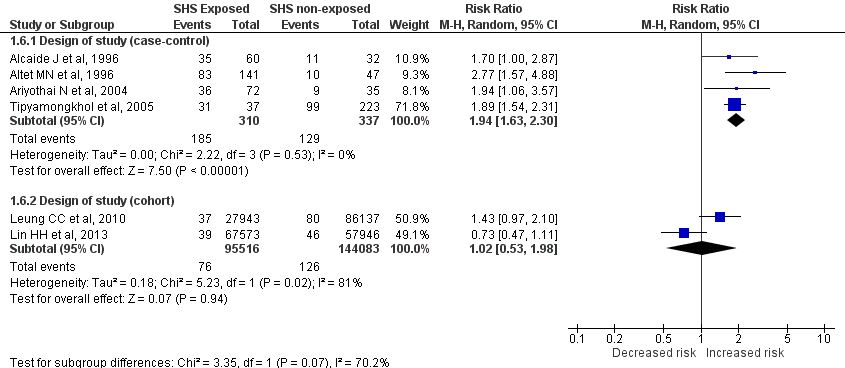 SHS Exposed SHS non-exposed Risk Ratio Risk Ratio
Study or Subgroup Events Total Events Total Weight M-H, Random, 95% CI M-H, Random, 95% CI
1.6.1 Design of study (case-control)
Alcaide J et al, 1996 35 60 11 32 10.9% 1.70 [1.00, 2.87]
Altet MN et al, 1996 83 141 10 47 9.3% 2.77 [1.57, 4.88]
Ariyothai N et al, 2004 36 72 9 35 8.1% 1.94 [1.06, 3.57]
Tipyamongkhol et al, 2005 31 37 99 223 71.8% 1.89 [1.54, 2.31]
Subtotal (95% CI) 310 337 100.0% 1.94 [1.63, 2.30]
Total events 185 129
Heterogeneity: Tau² = 0.00; Chi² = 2.22, df = 3 (P = 0.53); I² = 0%
Test for overall effect: Z = 7.50 (P < 0.00001)
1.6.2 Design of study (cohort)
Leung CC et al, 2010 37 27943 80 86137 50.9% 1.43 [0.97, 2.10]
Lin HH et al, 2013 39 67573 46 57946 49.1% 0.73 [0.47, 1.11]
Subtotal (95% CI) 95516 144083 100.0% 1.02 [0.53, 1.98]
Total events 76 126
Heterogeneity: Tau² = 0.18; Chi² = 5.23, df = 1 (P = 0.02); I² = 81%
Test for overall effect: Z = 0.07 (P = 0.94)
0.1 0.2 0.5 1 2 5 10
Decreased risk Increased risk
Test for subgroup differences: Chi² = 3.35, df = 1 (P = 0.07), I² = 70.2%